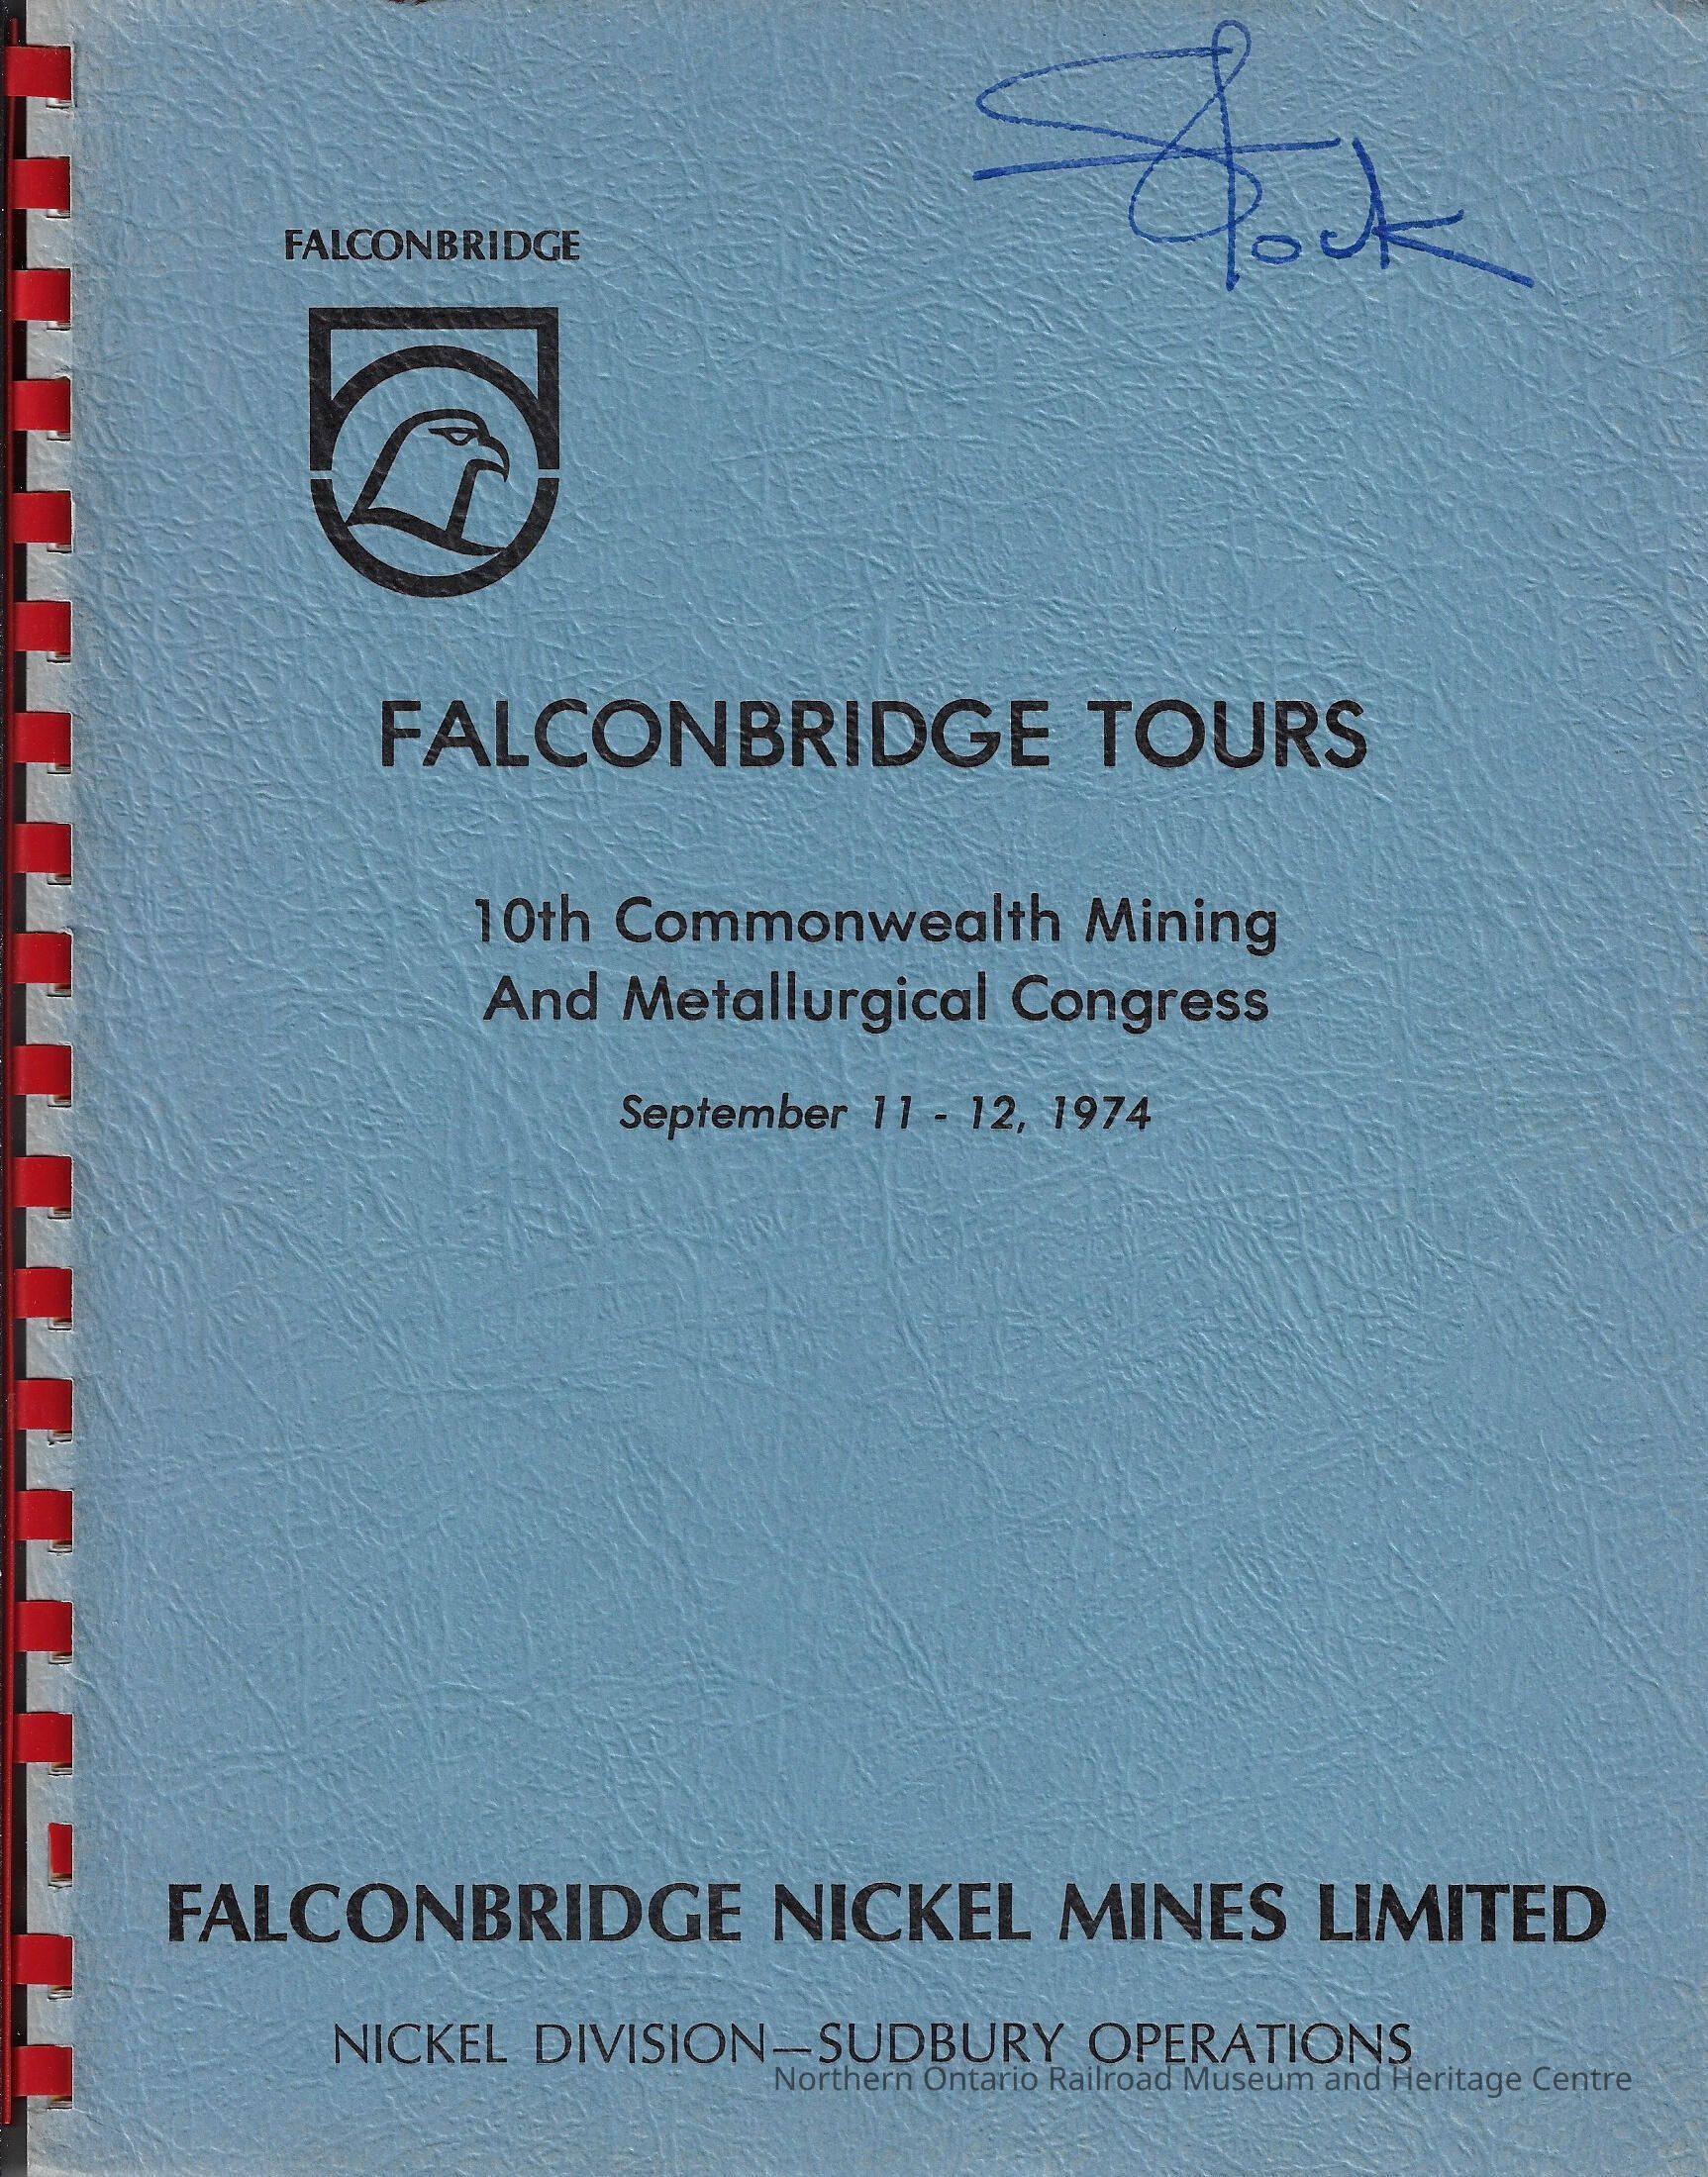 Stock
FALCONBRIDGE
FALCONBRIDGE TOURS
10th Commonwealth Mining
And Metallurgical Congress
September 11 - 12, 1974
FALCONBRIDGE NICKEL MINES LIMITED
NICKEL DIVISION—SUDBURY OPERATIONS
Northern Ontario Railroad Museum and Heritage Centre